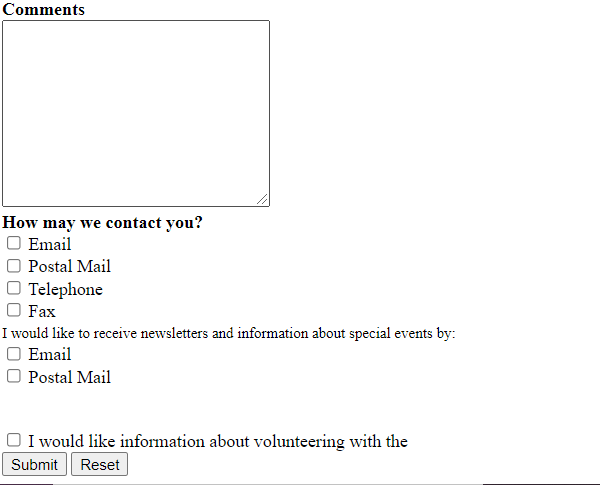 Comments
How may we contact you?
Email
Postal Mail
Telephone
Fax
I would like to receive newsletters and information about special events by:
Email
Postal Mail
I would like information about volunteering with the
Submit Reset